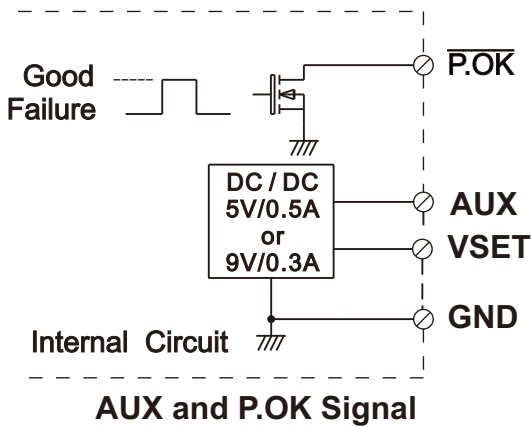 Good
Failure
P.OK
DC / DC
5V/0.5A
or
9V/0.3A
AUX
VSET
GND
Internal Circuit
AUX and P.OK Signal